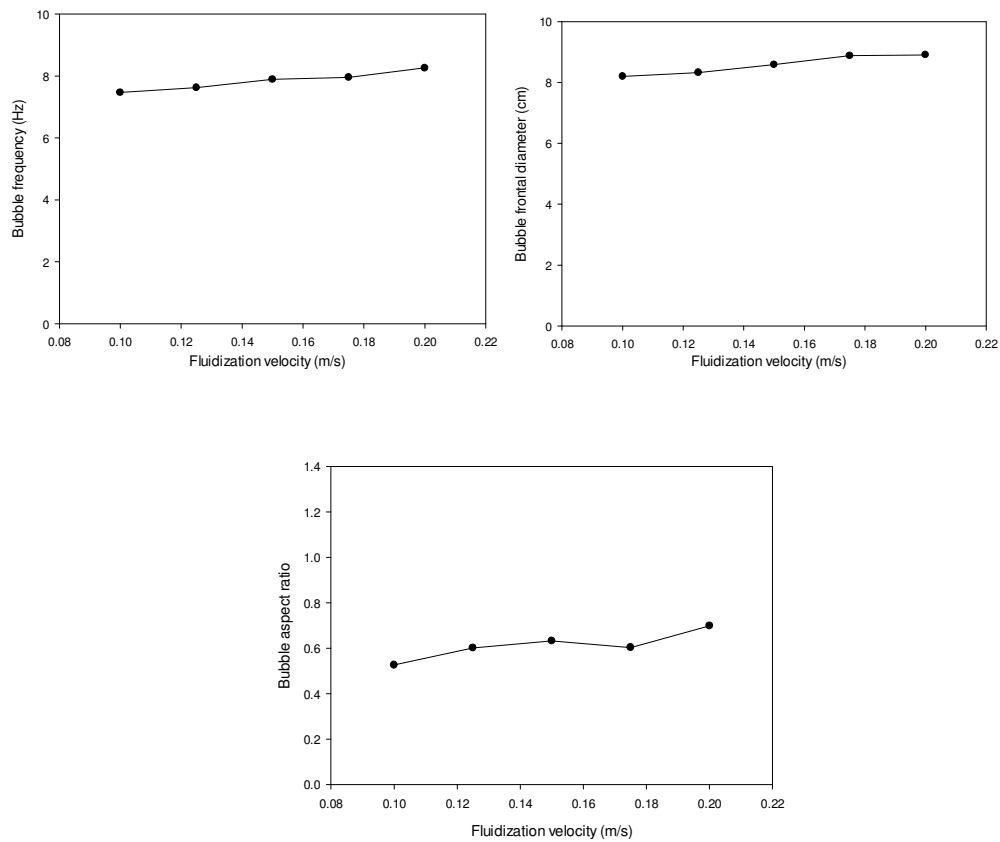 10
8
6
4
2
0
Bubble frequency (Hz)
0.08 0.10 0.12 0.14 0.16 0.18 0.20 0.22
Fluidization velocity (m/s)
10
8
6
4
2
0
Bubble frontal diameter (cm)
0.08 0.10 0.12 0.14 0.16 0.18 0.20 0.22
Fluidization velocity (m/s)
1.4
1.2
1.0
0.8
0.6
0.4
0.2
0.0
Bubble aspect ratio
0.08 0.10 0.12 0.14 0.16 0.18 0.20 0.22
Fluidization velocity (m/s)